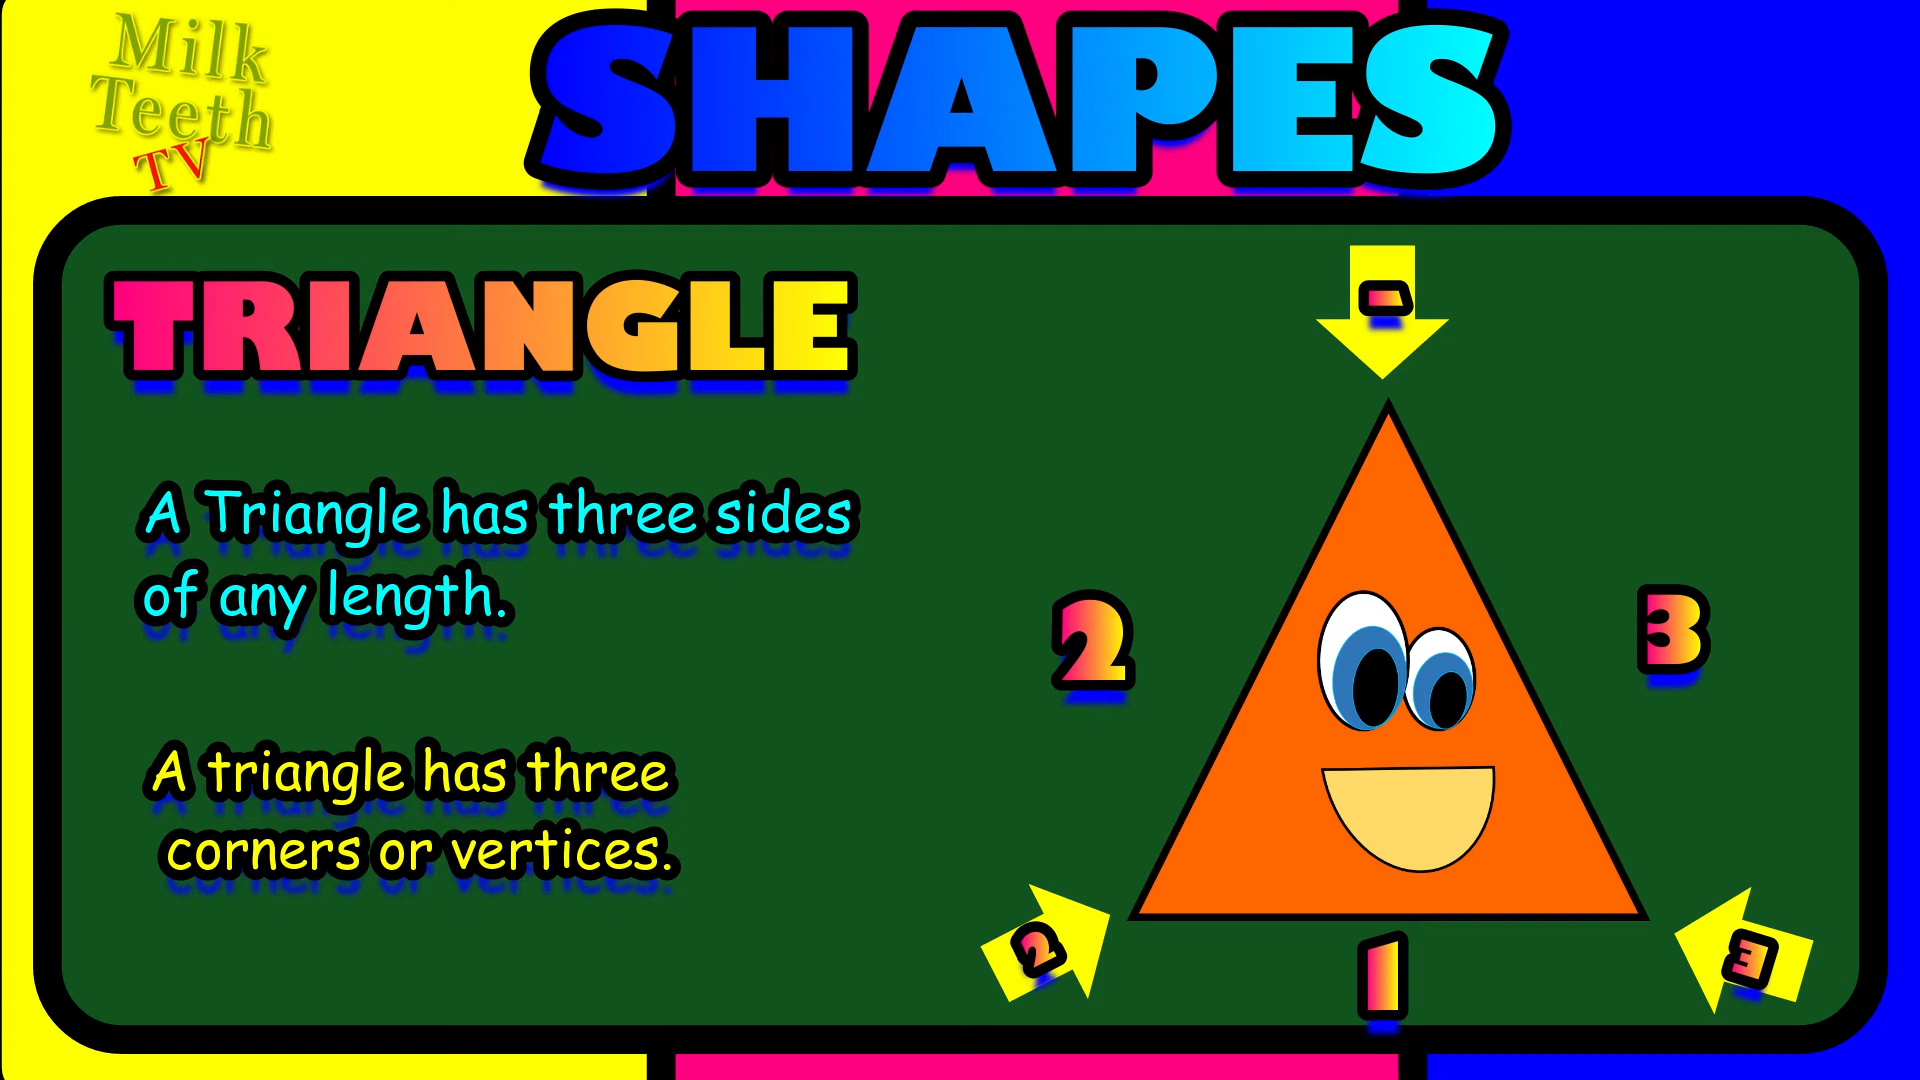 Milk
Teeth
TV
SHAPES
TRIANGLE
A Triangle has three sides
of any length.
A triangle has three
corners or vertices.
1
2
3
2
1
3